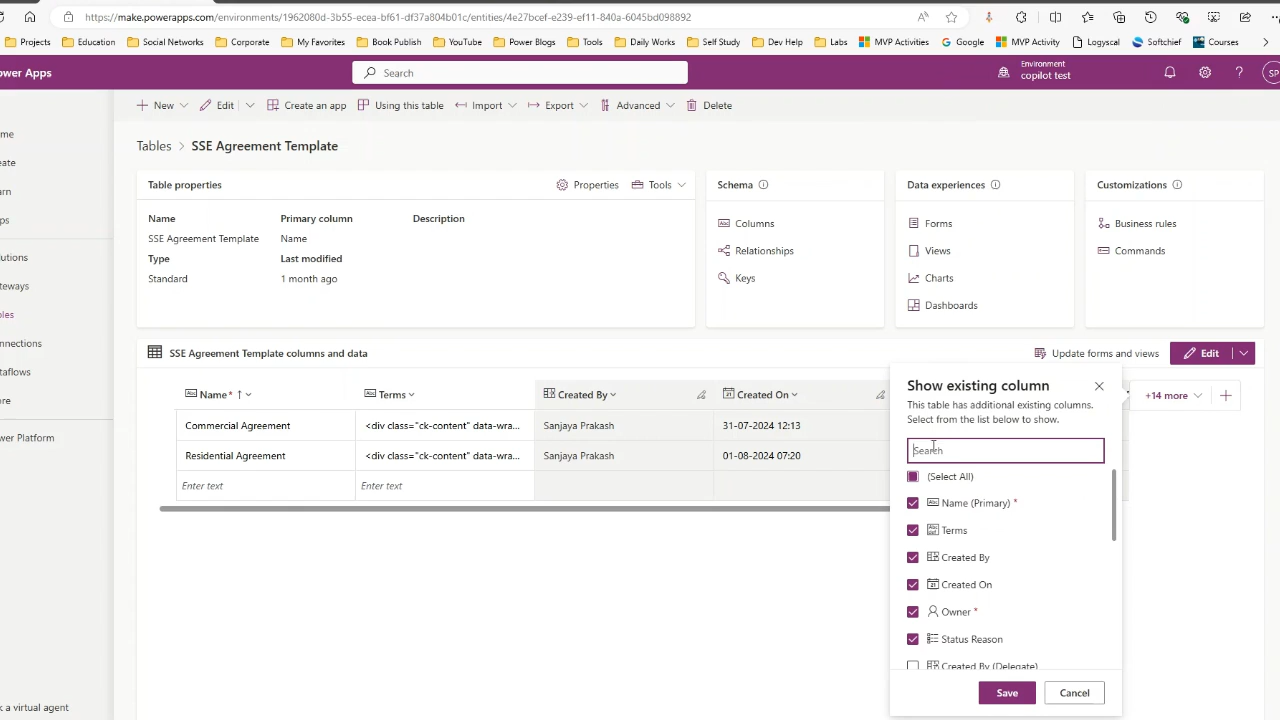 https://make.powerapps.com/environments/1962080d-3b55-ecea-bf61-df37a804b01c/entities/4e27bcef-e239-ef11-840a-6045bd098892
Projects Education Social Networks Corporate My Favorites Book Publish YouTube Power Blogs Tools Daily Works Self Study Dev Help Labs MVP Activities Google MVP Activity Logyscal Softchief Courses
ower Apps
Search
Environment
copilot test
SP
New Edit Create an app Using this table Import Export Advanced Delete
ome
eate
arn
ps
olutions
teways
oles
nnections
taflows
ore
ower Platform
k a virtual agent
Tables > SSE Agreement Template
Table properties
Properties Tools
Name Primary column Description
SSE Agreement Template Name
Type Last modified
Standard 1 month ago
Schema
Columns
Relationships
Keys
Data experiences
Forms
Views
Charts
Dashboards
Customizations
Business rules
Commands
SSE Agreement Template columns and data
Update forms and views Edit
Name * ↑ Terms Created By Created On
+14 more
Commercial Agreement <div class="ck-content" data-wra... Sanjaya Prakash 31-07-2024 12:13
Residential Agreement <div class="ck-content" data-wra... Sanjaya Prakash 01-08-2024 07:20
Enter text Enter text
Show existing column
This table has additional existing columns.
Select from the list below to show.
Search
(Select All)
Name (Primary) *
Terms
Created By
Created On
Owner *
Status Reason
Created By (Delegate)
Save Cancel